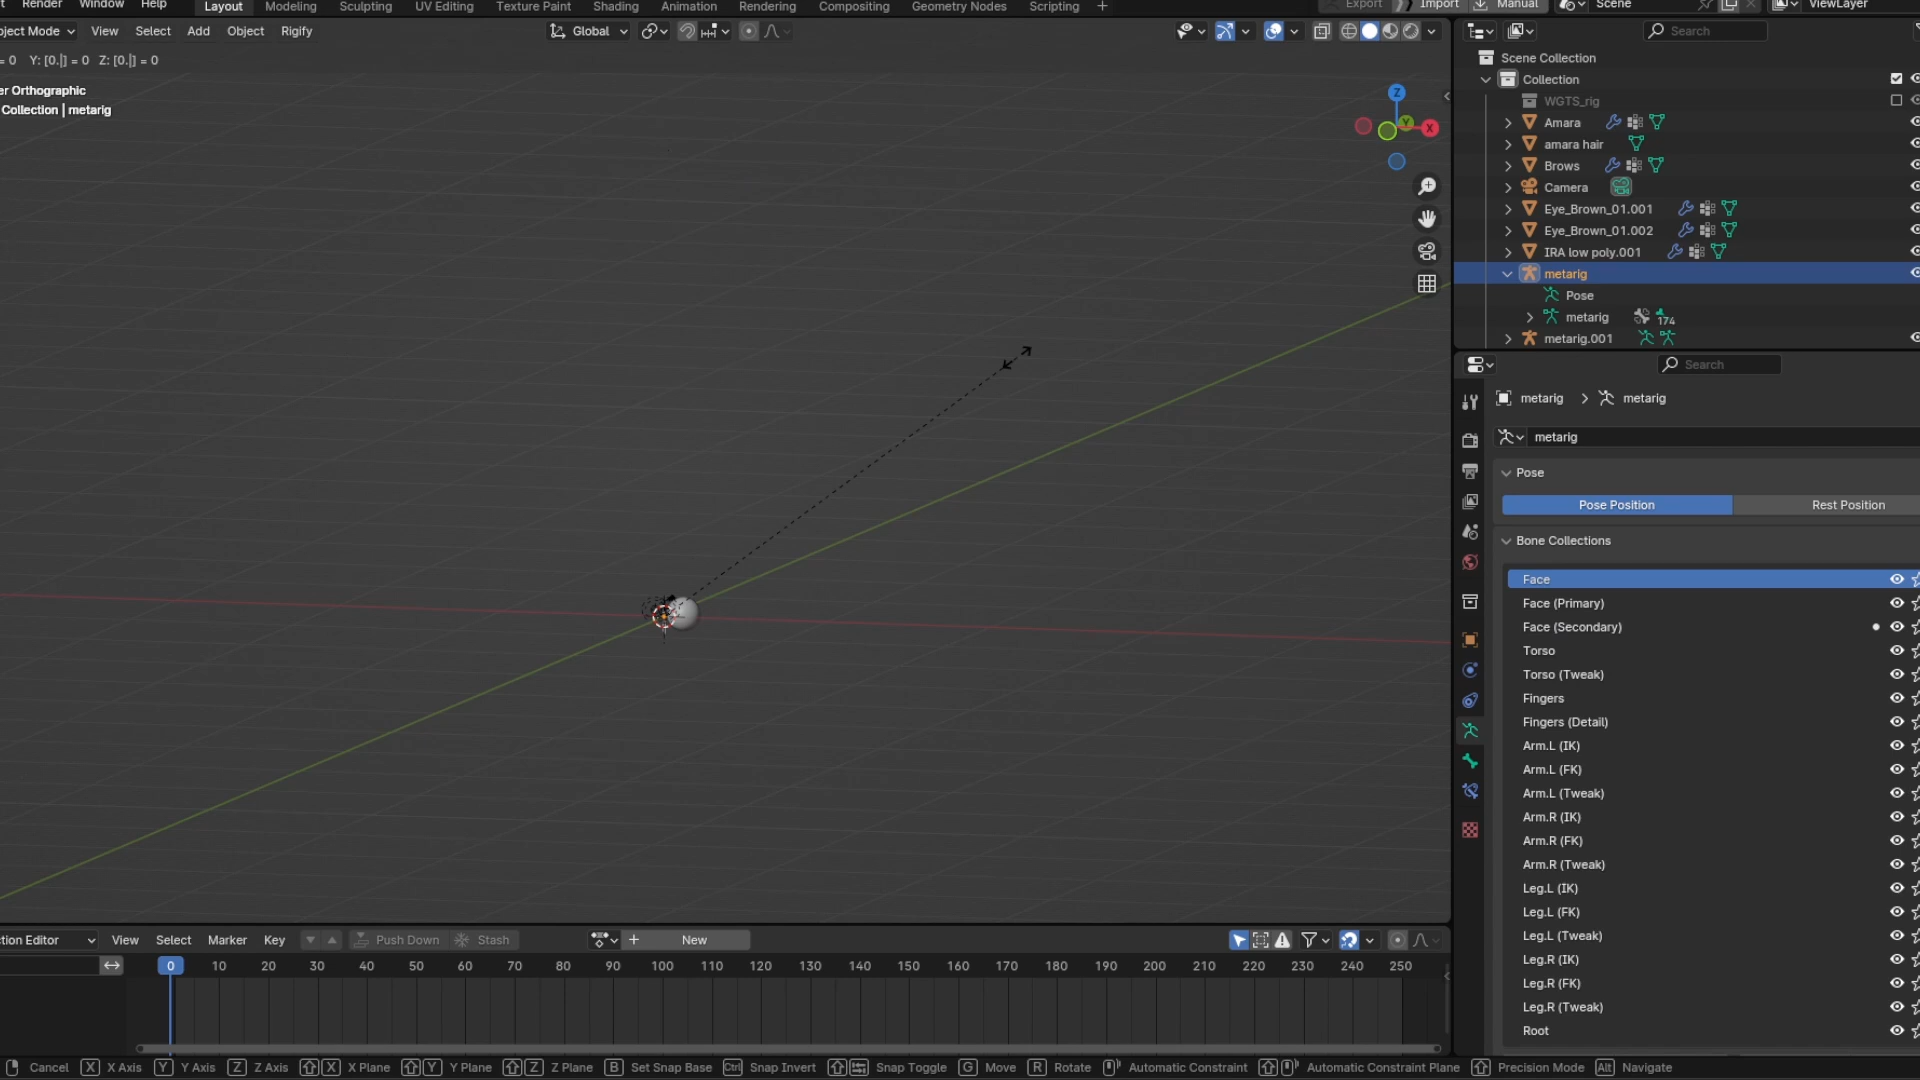 Render Window Help Layout Modeling Sculpting UV Editing Texture Paint Shading Animation Rendering Compositing Geometry Nodes Scripting + Export Import Manual Scene ViewLayer
ject Mode View Select Add Object Rigify Global
= 0 Y: [0.|] = 0 Z: [0.|] = 0
er Orthographic
Collection | metarig
Z
Y
X
Search
Scene Collection
Collection
WGTS_rig
Amara
amara hair
Brows
Camera
Eye_Brown_01.001
Eye_Brown_01.002
IRA low poly.001
metarig
Pose
metarig 174
metarig.001
Search
metarig > metarig
metarig
Pose
Pose Position Rest Position
Bone Collections
Face
Face (Primary)
Face (Secondary)
Torso
Torso (Tweak)
Fingers
Fingers (Detail)
Arm.L (IK)
Arm.L (FK)
Arm.L (Tweak)
Arm.R (IK)
Arm.R (FK)
Arm.R (Tweak)
Leg.L (IK)
Leg.L (FK)
Leg.L (Tweak)
Leg.R (IK)
Leg.R (FK)
Leg.R (Tweak)
Root
tion Editor View Select Marker Key Push Down Stash + New
0 10 20 30 40 50 60 70 80 90 100 110 120 130 140 150 160 170 180 190 200 210 220 230 240 250
Cancel X X Axis Y Y Axis Z Z Axis X X Plane Y Y Plane Z Z Plane B Set Snap Base Ctrl Snap Invert Snap Toggle G Move R Rotate Automatic Constraint Automatic Constraint Plane Precision Mode Alt Navigate